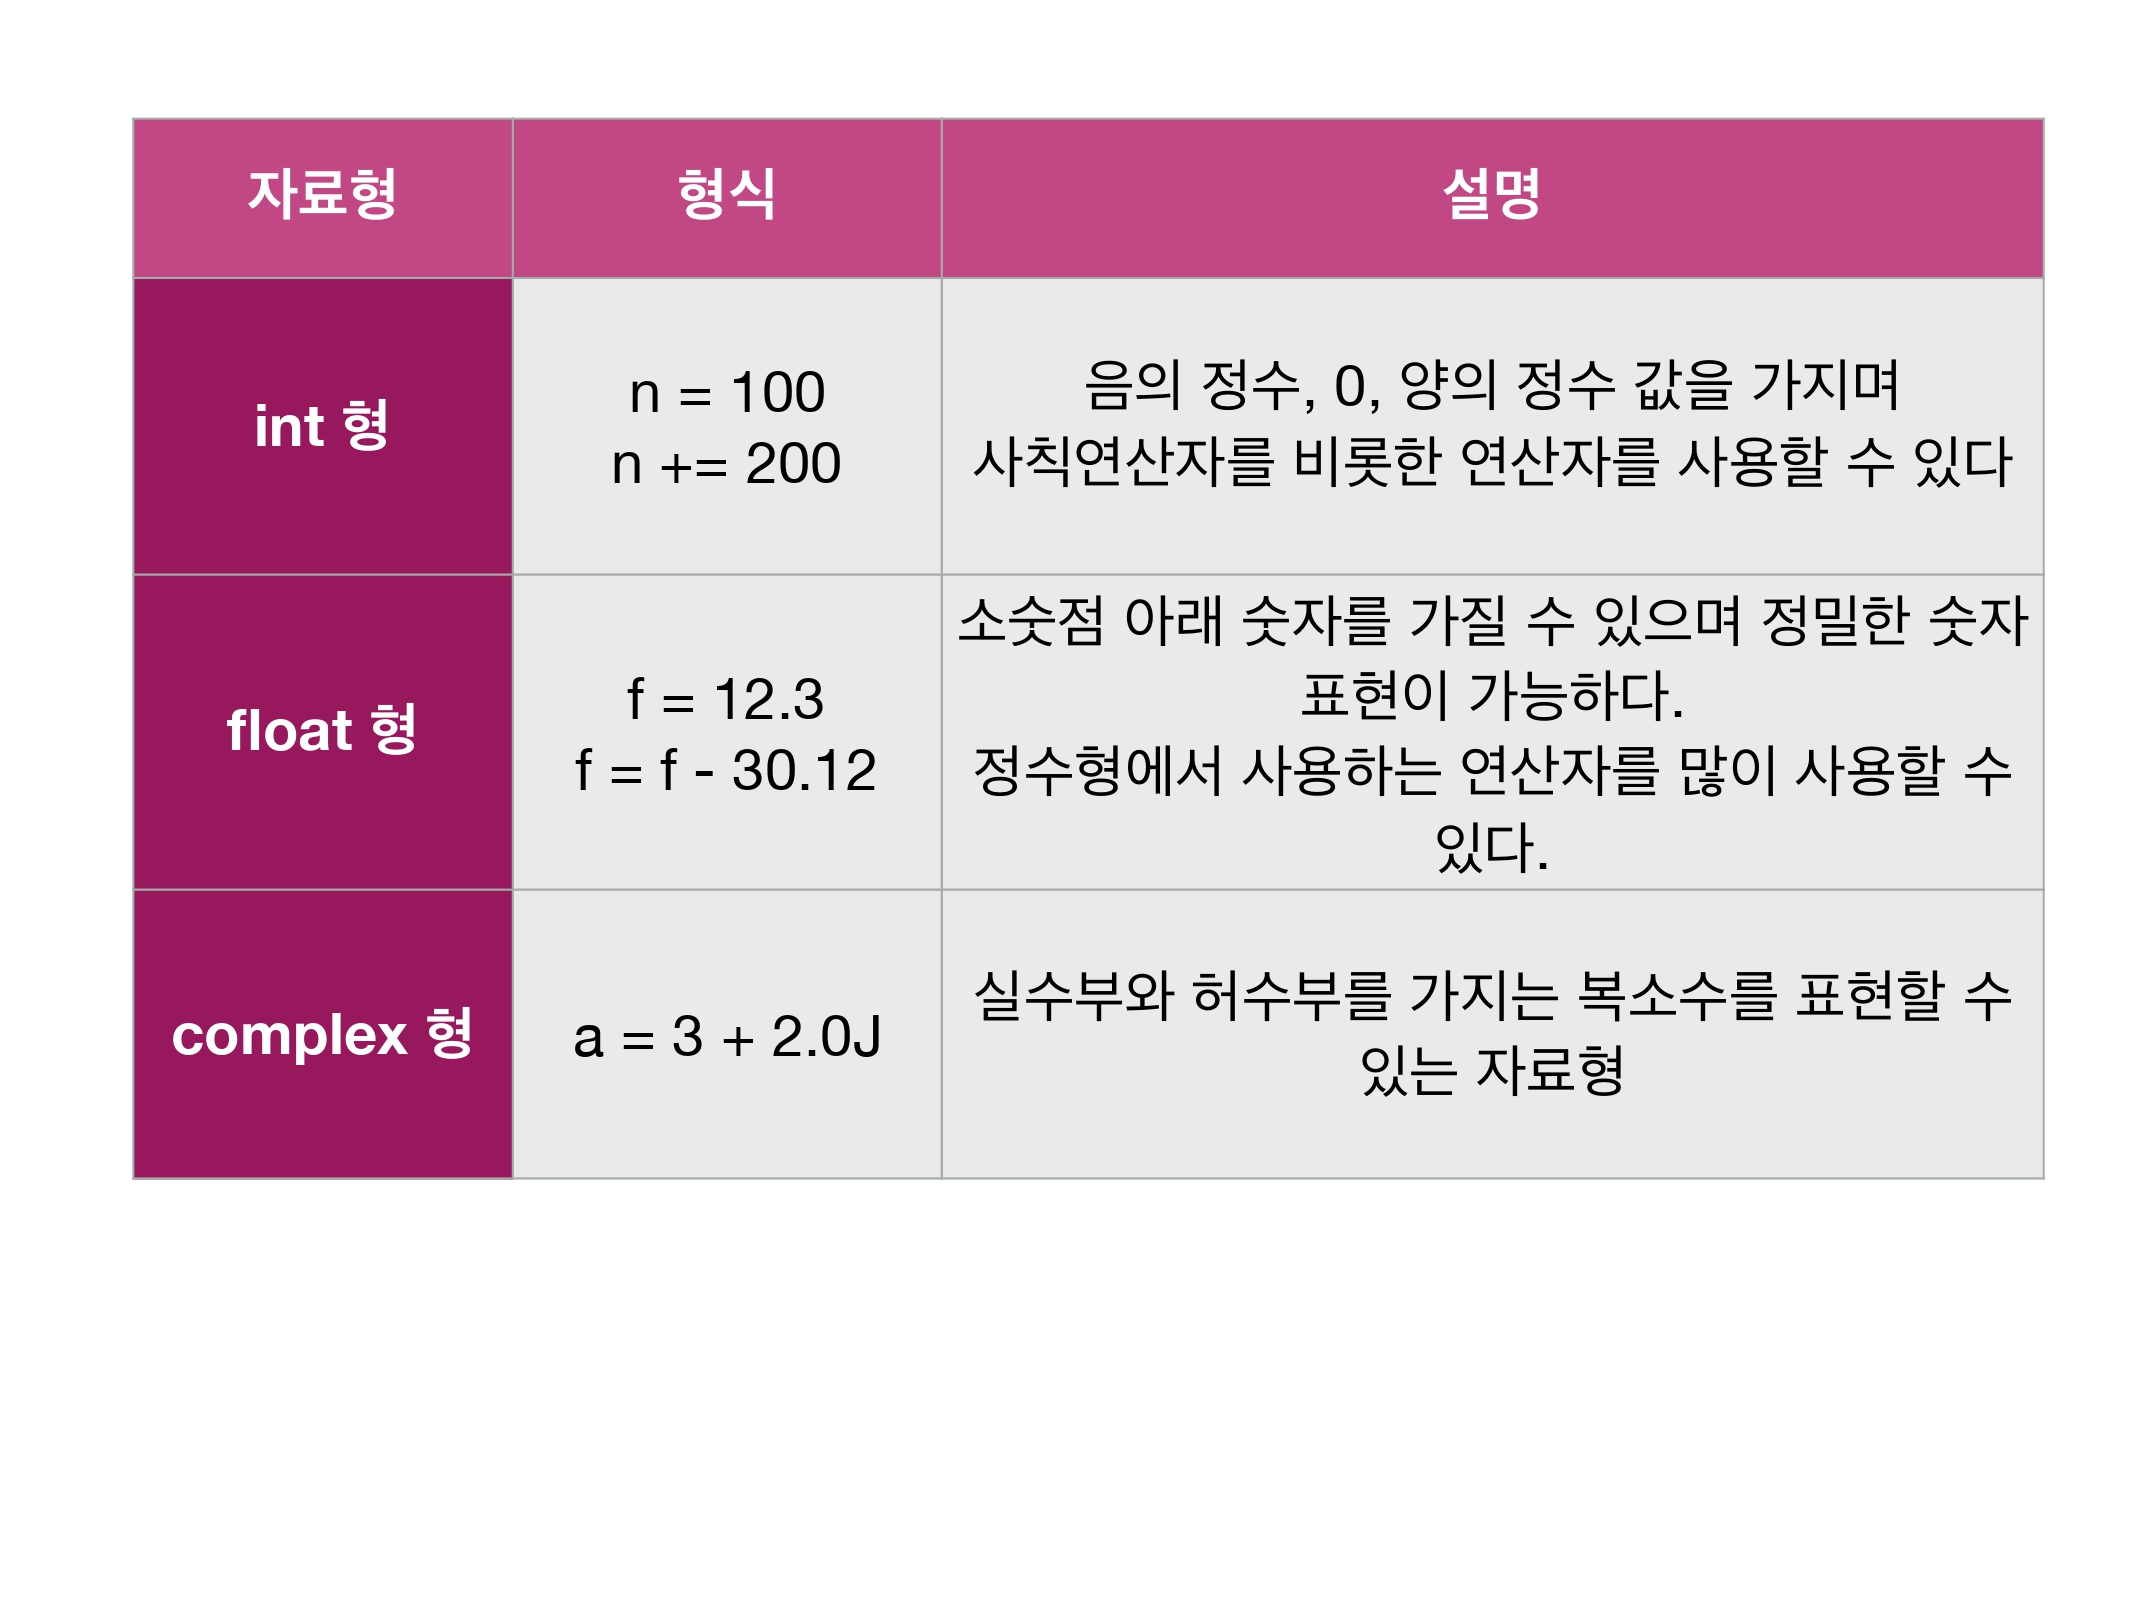 자료형 형식 설명
int 형
n = 100
n += 200
음의 정수, 0, 양의 정수 값을 가지며
사칙연산자를 비롯한 연산자를 사용할 수 있다
float 형
f = 12.3
f = f - 30.12
소숫점 아래 숫자를 가질 수 있으며 정밀한 숫자
표현이 가능하다.
정수형에서 사용하는 연산자를 많이 사용할 수
있다.
complex 형
a = 3 + 2.0J
실수부와 허수부를 가지는 복소수를 표현할 수
있는 자료형